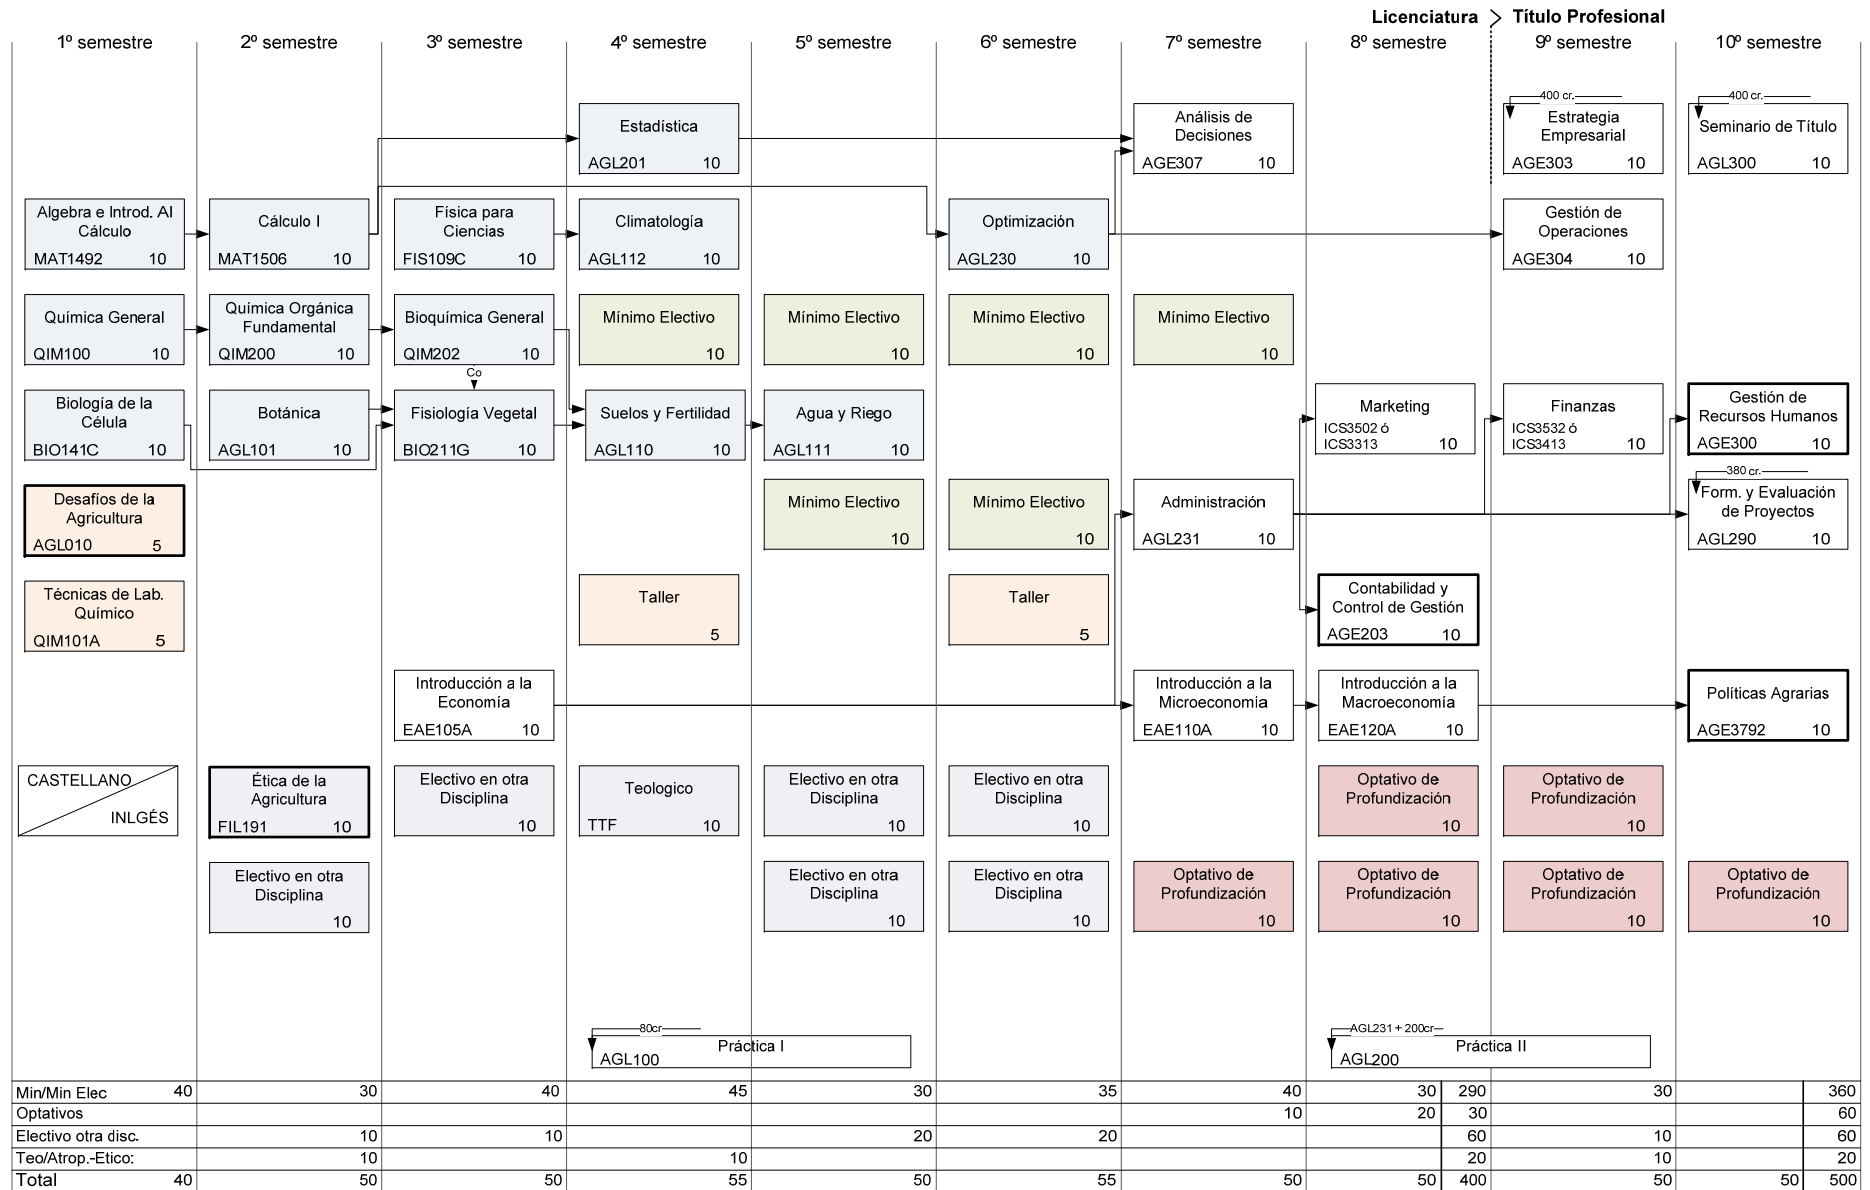 Licenciatura
Título Profesional
1º semestre
2º semestre
3º semestre
4º semestre
5º semestre
6º semestre
7º semestre
8º semestre
9º semestre
10º semestre
Estadística
AGL201 10
Análisis de
Decisiones
AGE307 10
400 cr.
Estrategia
Empresarial
AGE303 10
400 cr.
Seminario de Título
AGL300 10
Algebra e Introd. Al
Cálculo
MAT1492 10
Cálculo I
MAT1506 10
Física para
Ciencias
FIS109C 10
Climatología
AGL112 10
Optimización
AGL230 10
Gestión de
Operaciones
AGE304 10
Química General
QIM100 10
Química Orgánica
Fundamental
QIM200 10
Bioquímica General
QIM202 10
Mínimo Electivo
10
Mínimo Electivo
10
Mínimo Electivo
10
Mínimo Electivo
10
Co
Biología de la
Célula
BIO141C 10
Botánica
AGL101 10
Fisiología Vegetal
BIO211G 10
Suelos y Fertilidad
AGL110 10
Agua y Riego
AGL111 10
Marketing
ICS3502 ó
ICS3313 10
Finanzas
ICS3532 ó
ICS3413 10
Gestión de
Recursos Humanos
AGE300 10
Desafíos de la
Agricultura
AGL010 5
Mínimo Electivo
10
Mínimo Electivo
10
Administración
AGL231 10
380 cr.
Form. y Evaluación
de Proyectos
AGL290 10
Técnicas de Lab.
Químico
QIM101A 5
Taller
5
Taller
5
Contabilidad y
Control de Gestión
AGE203 10
Introducción a la
Economía
EAE105A 10
Introducción a la
Microeconomía
EAE110A 10
Introducción a la
Macroeconomía
EAE120A 10
Políticas Agrarias
AGE3792 10
CASTELLANO
INLGÉS
Ética de la
Agricultura
FIL191 10
Electivo en otra
Disciplina
10
Teologico
TTF 10
Electivo en otra
Disciplina
10
Electivo en otra
Disciplina
10
Optativo de
Profundización
10
Optativo de
Profundización
10
Electivo en otra
Disciplina
10
Electivo en otra
Disciplina
10
Electivo en otra
Disciplina
10
Optativo de
Profundización
10
Optativo de
Profundización
10
Optativo de
Profundización
10
Optativo de
Profundización
10
80cr
Práctica I
AGL100
AGL231 + 200cr
Práctica II
AGL200
Min/Min Elec 40 30 40 45 30 35 40 30 290 30 360
Optativos 10 20 30 60
Electivo otra disc. 10 10 20 20 60 10 60
Teo/Atrop.-Etico: 10 10 20 10 20
Total 40 50 50 55 50 55 50 50 400 50 50 500